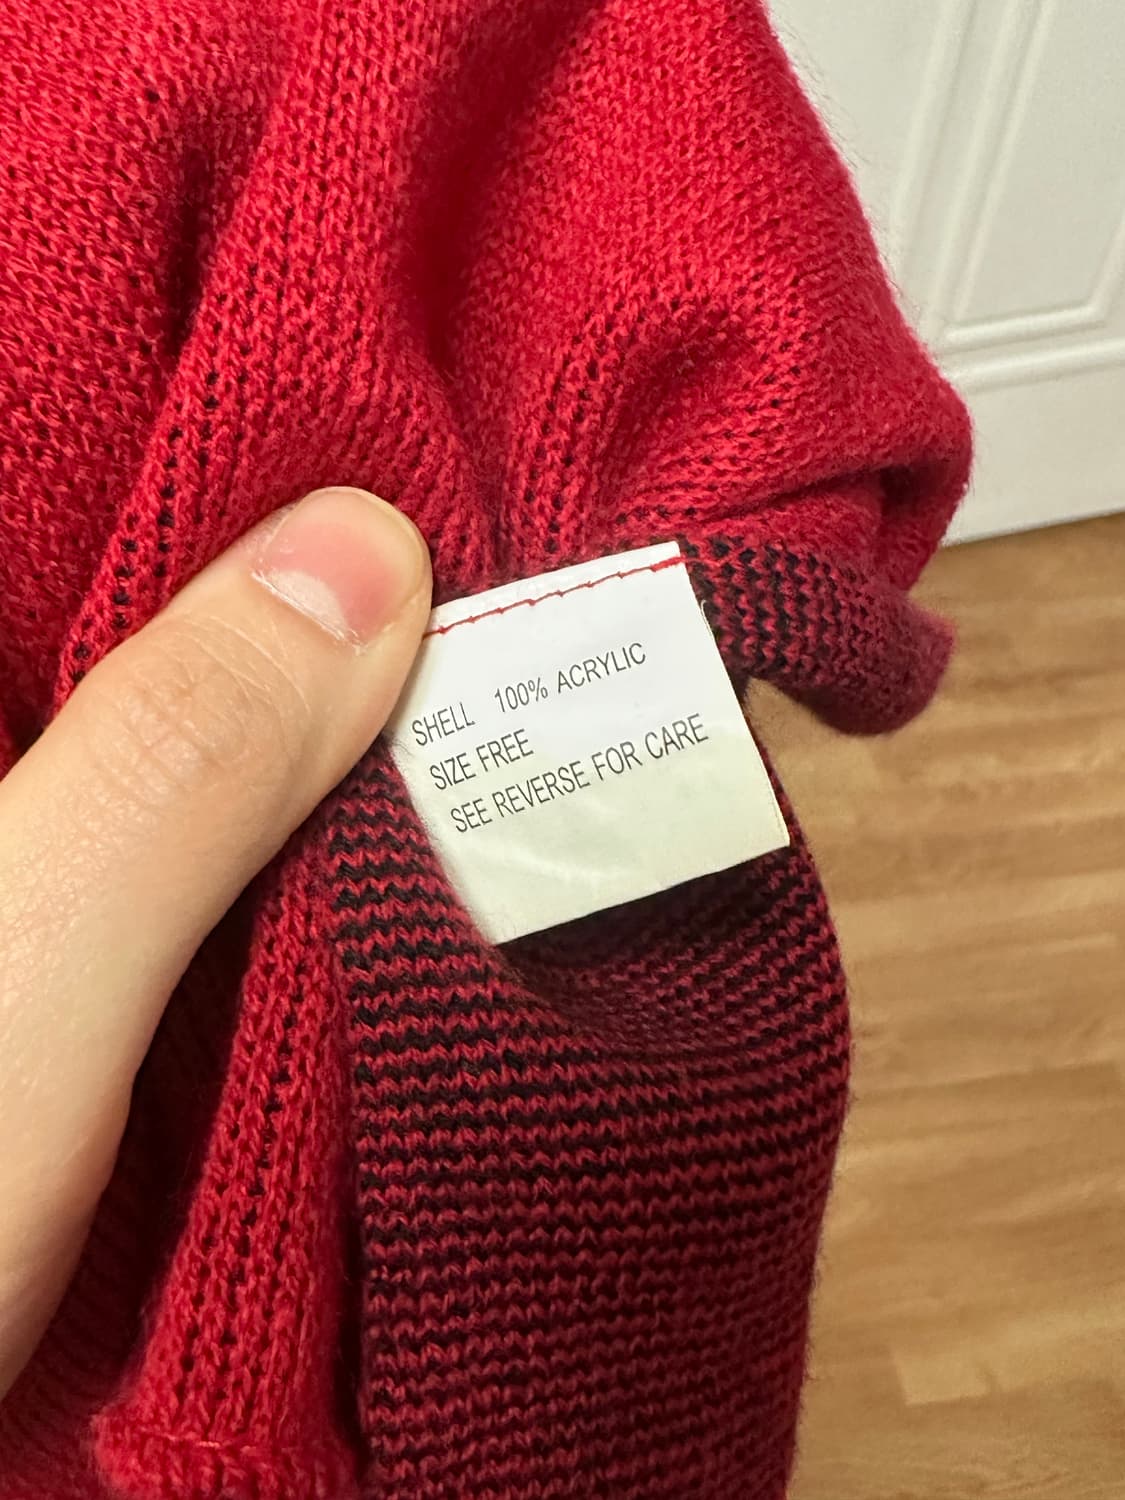 SHELL 100% ACRYLIC
SIZE FREE
SEE REVERSE FOR CARE